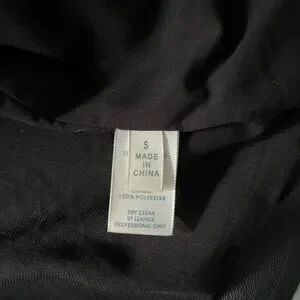 S
MADE
IN
CHINA
100% POLYESTER
DRY CLEAN
BY LEATHER
PROFESSIONAL ONLY